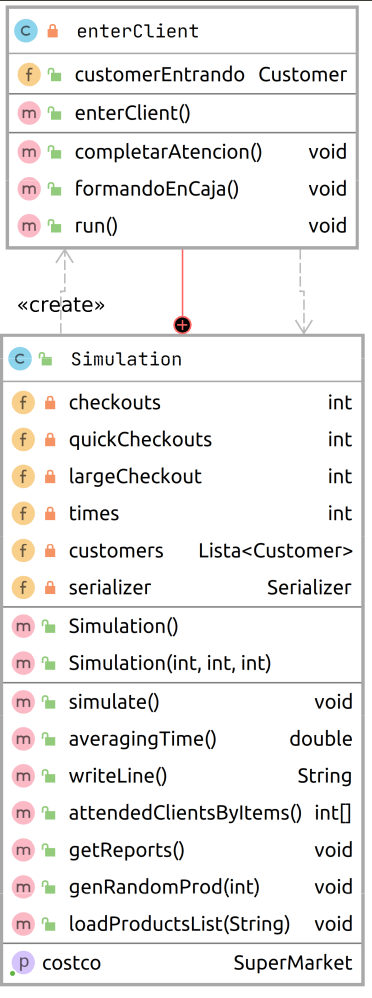 C enterClient
f customerEntrando Customer
m enterClient()
m completarAtencion() void
m formandoEnCaja() void
m run() void
«create»
C Simulation
f checkouts int
f quickCheckouts int
f largeCheckout int
f times int
f customers Lista<Customer>
f serializer Serializer
m Simulation()
m Simulation(int, int, int)
m simulate() void
m averagingTime() double
m writeLine() String
m attendedClientsByItems() int[]
m getReports() void
m genRandomProd(int) void
m loadProductsList(String) void
p costco SuperMarket